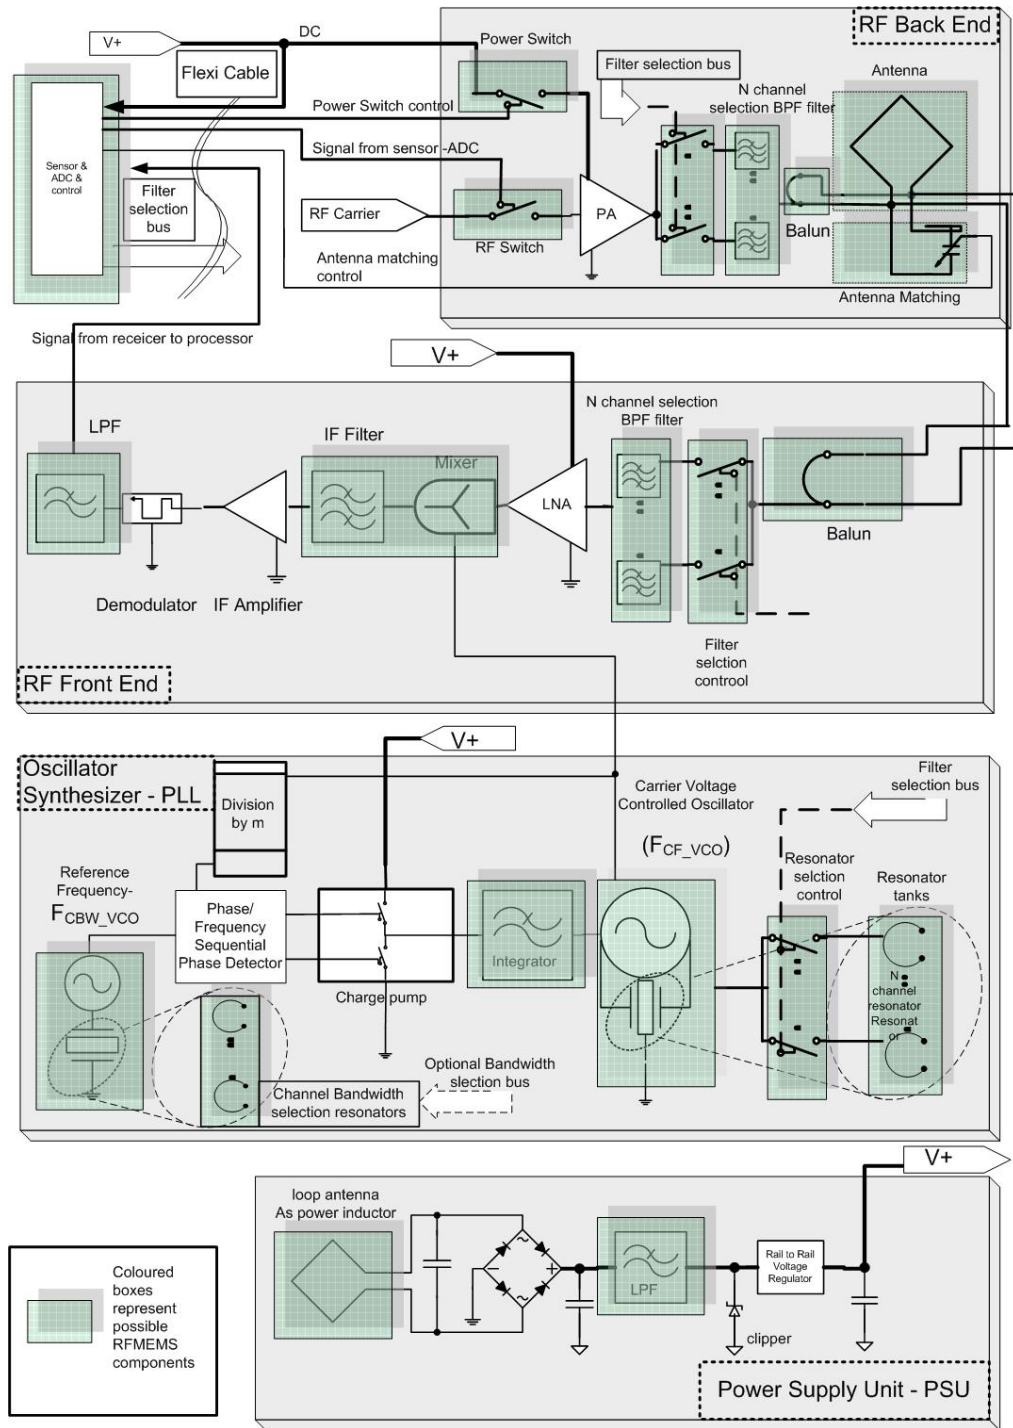 RF Back End
V+
DC
Power Switch
Flexi Cable
Filter selection bus
Antenna
N channel
selection BPF filter
Power Switch control
Signal from sensor -ADC
Sensor &
ADC &
control
Filter
selection
bus
RF Carrier
RF Switch
PA
Balun
Antenna matching
control
Antenna Matching
Signal from receicer to processor
V+
LPF
IF Filter
Mixer
N channel selection
BPF filter
LNA
Balun
Demodulator
IF Amplifier
Filter
selction
controol
RF Front End
V+
Oscillator
Synthesizer - PLL
Division
by m
Carrier Voltage
Controlled Oscillator
(FCF_VCO)
Filter
selection bus
Reference
Frequency-
FCBW_VCO
Phase/
Frequency
Sequential
Phase Detector
Charge pump
Integrator
Resonator
selction
control
Resonator
tanks
N
channel
resonator
Resonat
or
Optional Bandwidth
slection bus
Channel Bandwidth
selection resonators
V+
loop antenna
As power inductor
~
~
-
+
LPF
Rail to Rail
Voltage
Regulator
clipper
Coloured
boxes
represent
possible
RFMEMS
components
Power Supply Unit - PSU